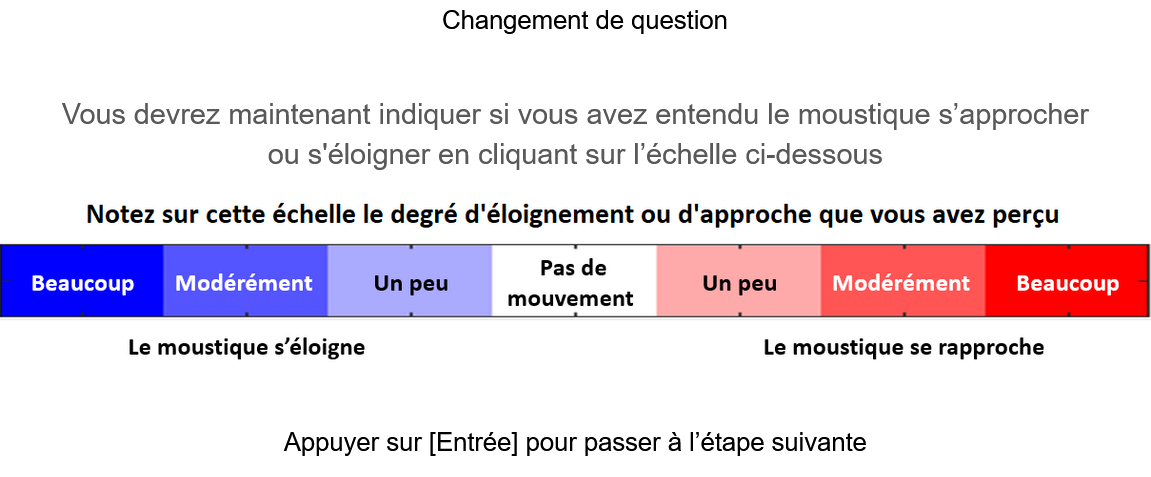 Changement de question
Vous devrez maintenant indiquer si vous avez entendu le moustique s’approcher
ou s'éloigner en cliquant sur l’échelle ci-dessous
Notez sur cette échelle le degré d'éloignement ou d'approche que vous avez perçu
Beaucoup Modérément Un peu Pas de mouvement Un peu Modérément Beaucoup
Le moustique s’éloigne Le moustique se rapproche
Appuyer sur [Entrée] pour passer à l’étape suivante